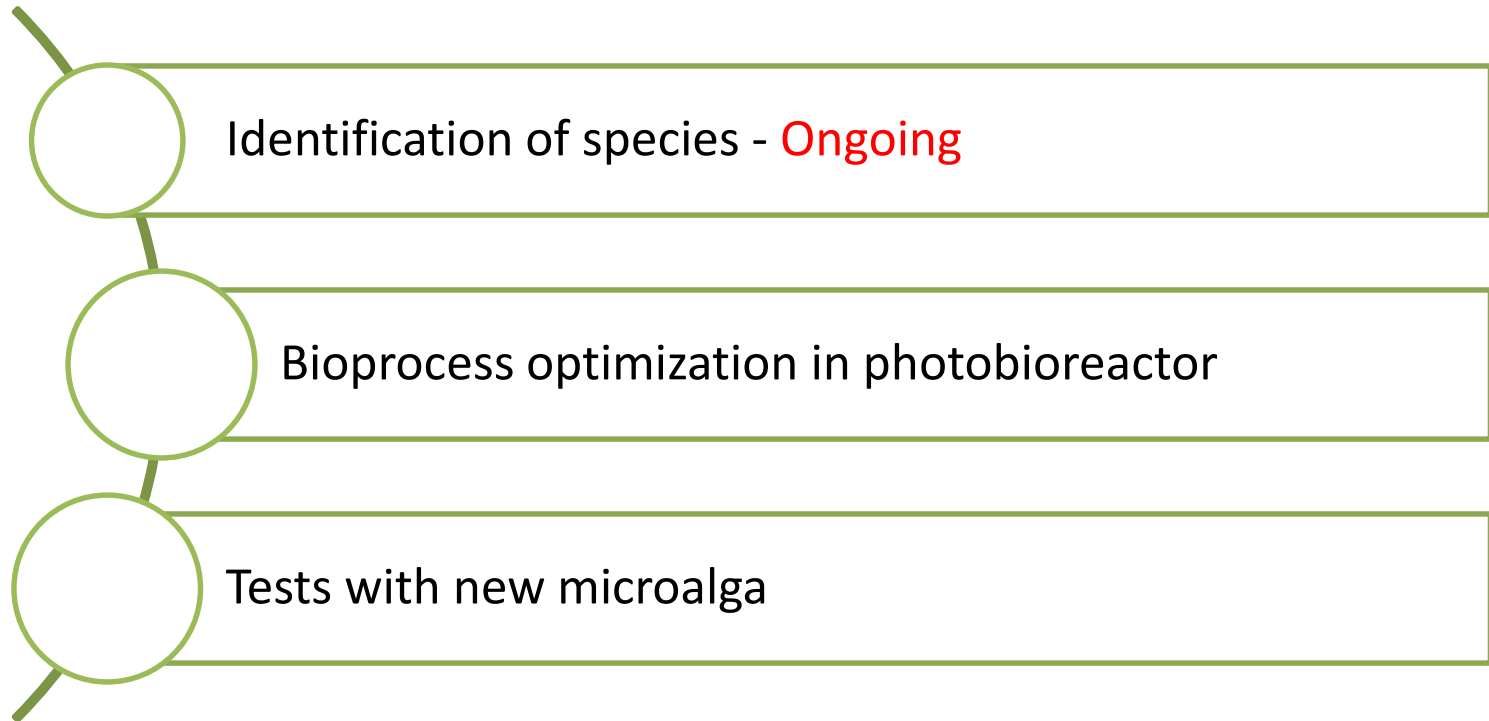 Identification of species - Ongoing
Bioprocess optimization in photobioreactor
Tests with new microalga